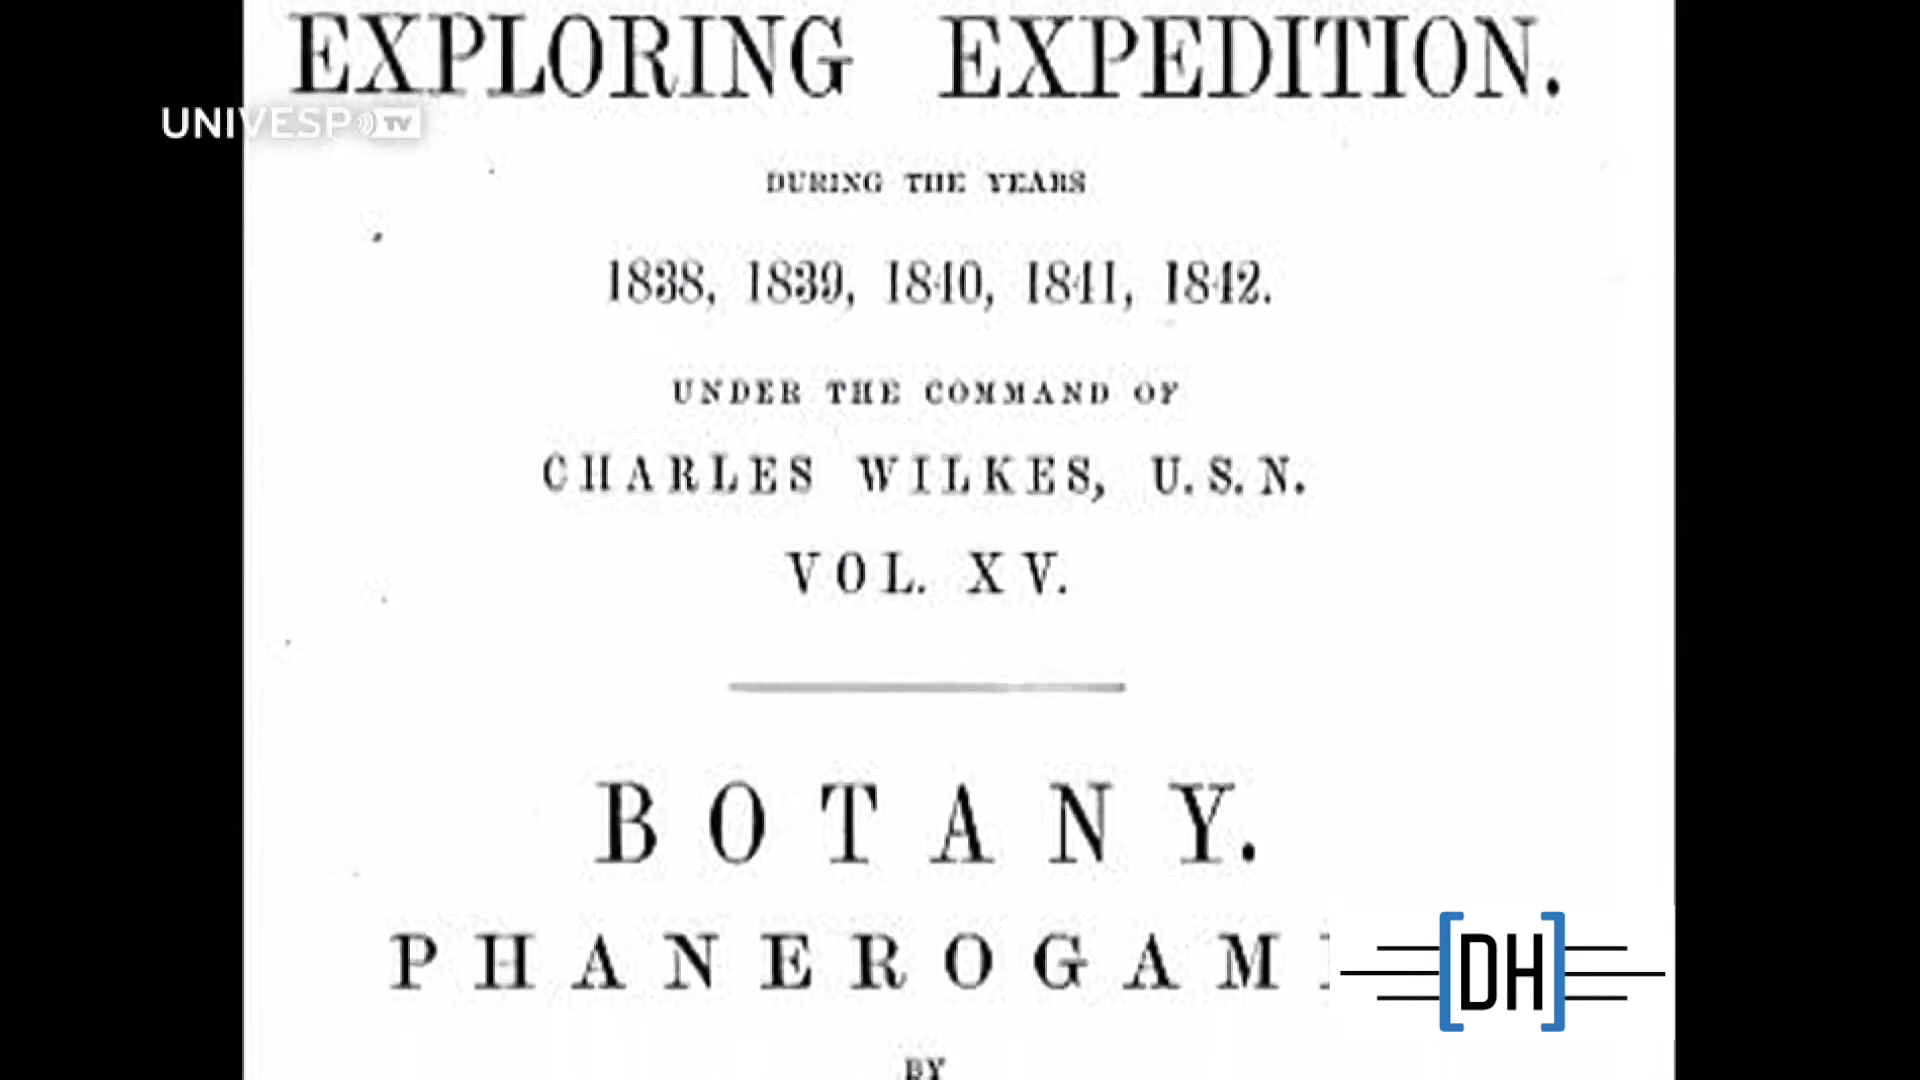 EXPLORING EXPEDITION.
UNIVESP TV
DURING THE YEARS
1838, 1839, 1840, 1841, 1842.
UNDER THE COMMAND OF
CHARLES WILKES, U.S.N.
VOL. XV.
BOTANY.
PHANEROGAM
[DH]
BY